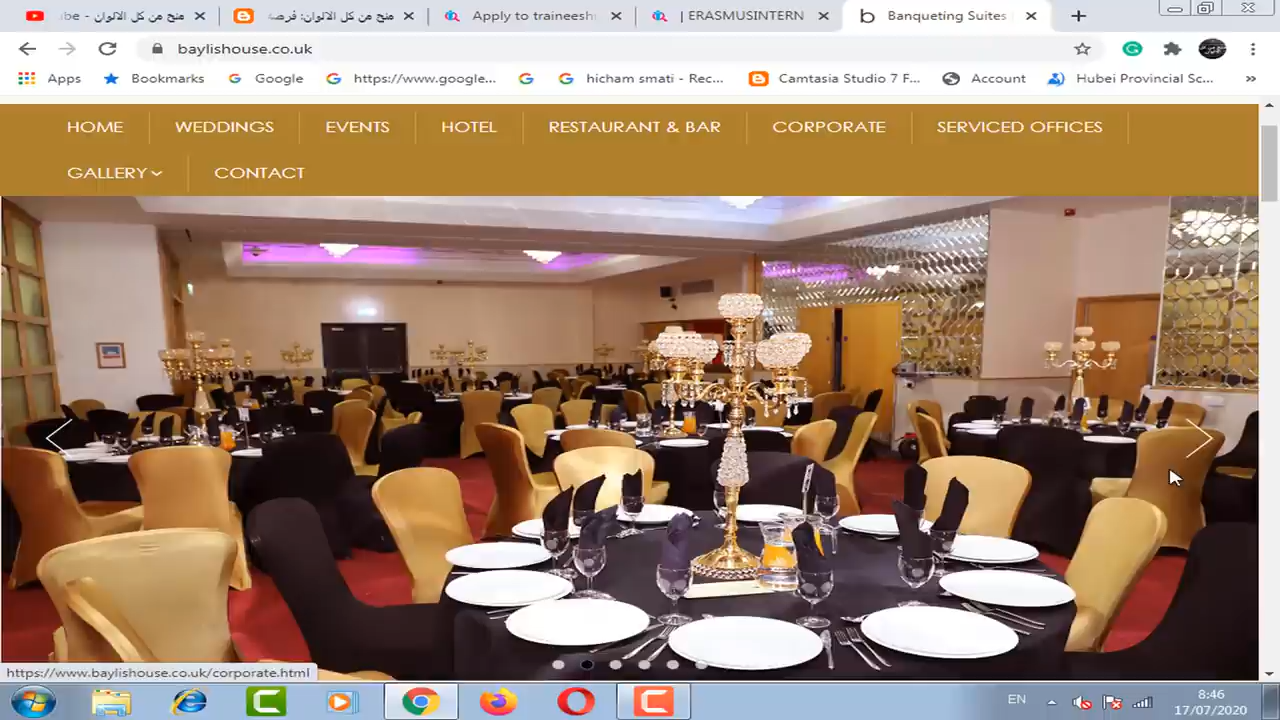 ube - منح من كل الالوان
منح من كل الالوان: فرصة
Apply to traineesh
| ERASMUSINTERN
Banqueting Suites
baylishouse.co.uk
Apps
Bookmarks
Google
https://www.google...
hicham smati - Rec...
Camtasia Studio 7 F...
Account
Hubei Provincial Sc...
»
HOME
WEDDINGS
EVENTS
HOTEL
RESTAURANT & BAR
CORPORATE
SERVICED OFFICES
GALLERY
CONTACT
https://www.baylishouse.co.uk/corporate.html
EN
8:46
17/07/2020